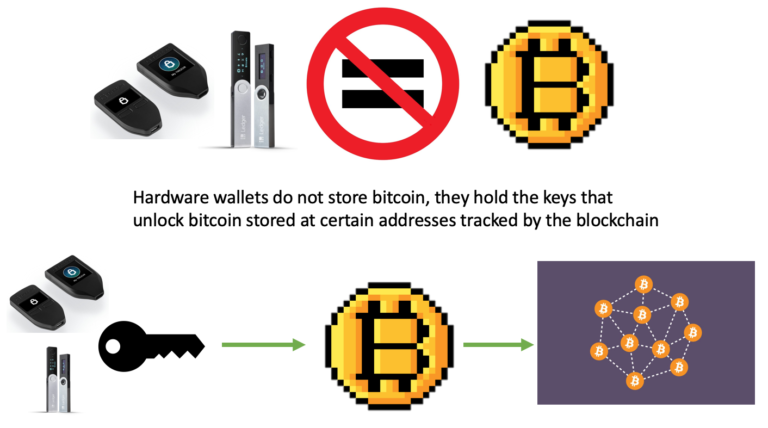 Ledger
Hardware wallets do not store bitcoin, they hold the keys that
unlock bitcoin stored at certain addresses tracked by the blockchain